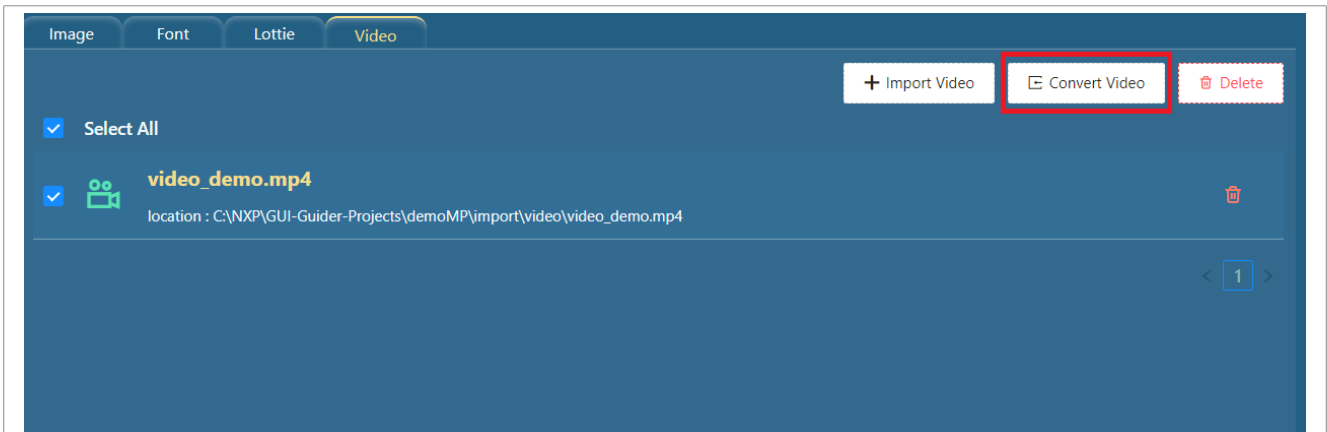 Image Font Lottie Video
Import Video Convert Video Delete
Select All
video_demo.mp4
location : C:\NXP\GUI-Guider-Projects\demoMP\import\video\video_demo.mp4
< 1 >